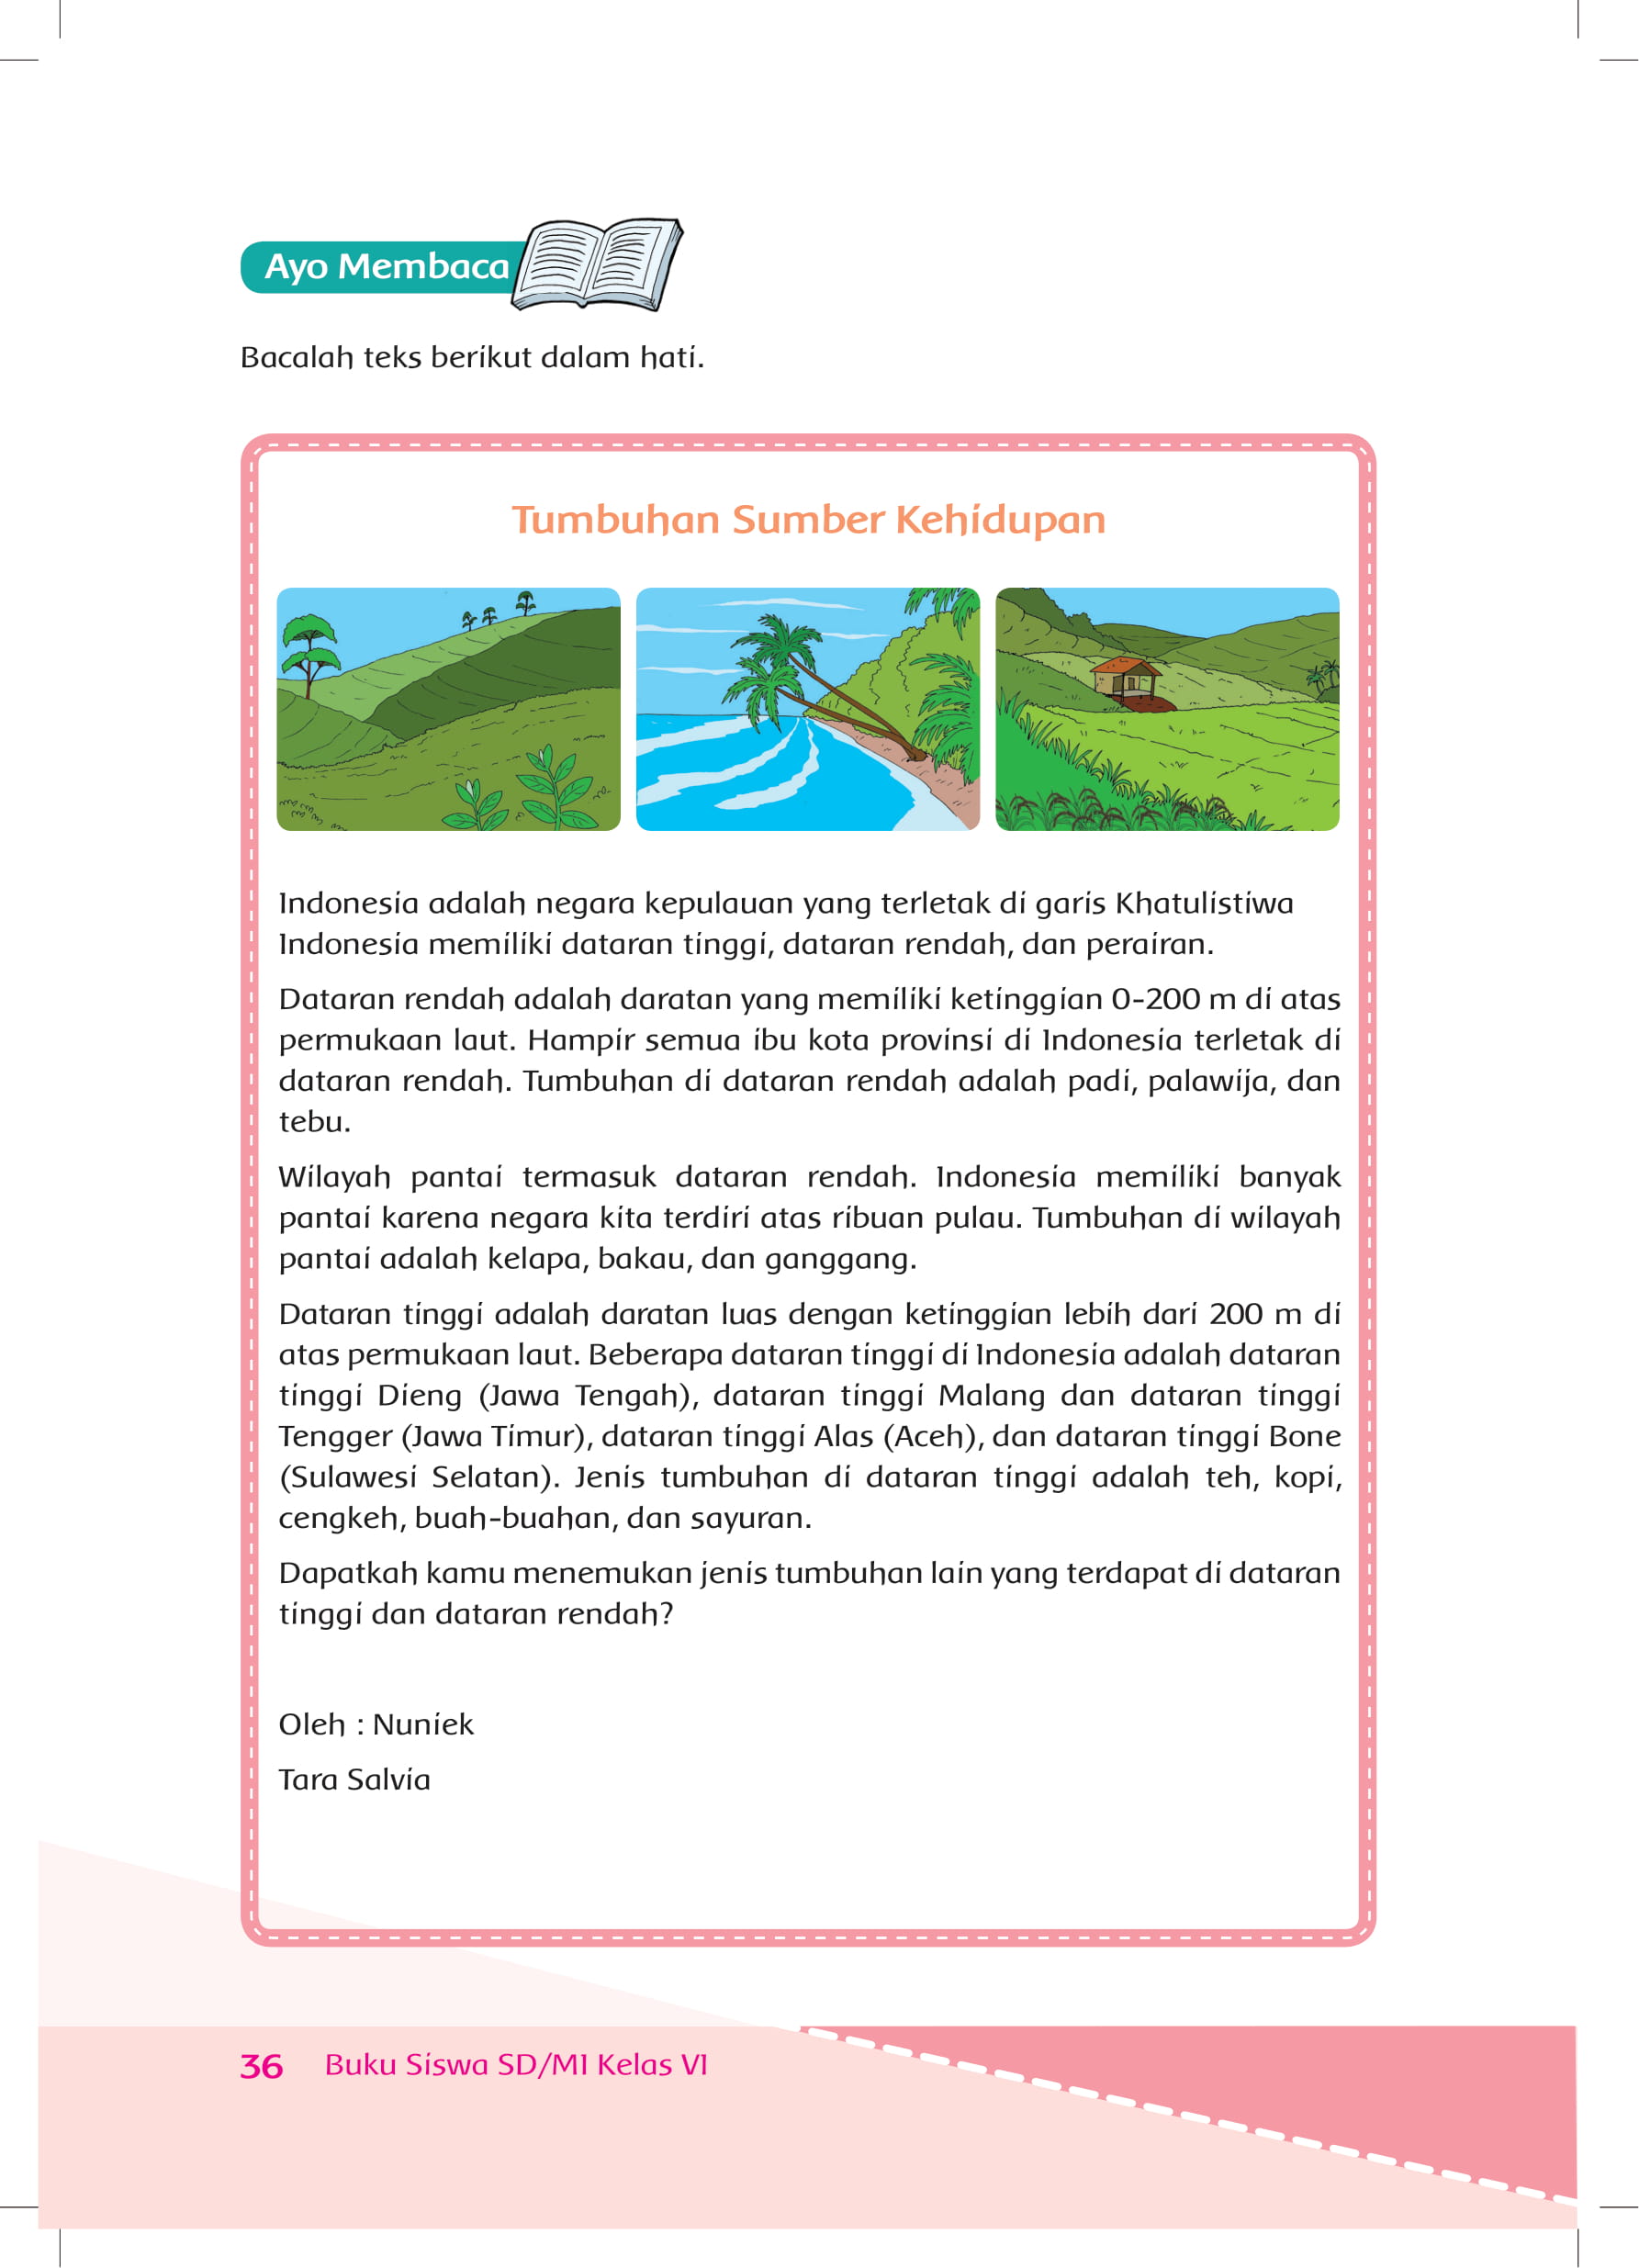 Ayo Membaca
Bacalah teks berikut dalam hati.
Tumbuhan Sumber Kehidupan
Indonesia adalah negara kepulauan yang terletak di garis Khatulistiwa
Indonesia memiliki dataran tinggi, dataran rendah, dan perairan.
Dataran rendah adalah daratan yang memiliki ketinggian 0-200 m di atas
permukaan laut. Hampir semua ibu kota provinsi di Indonesia terletak di
dataran rendah. Tumbuhan di dataran rendah adalah padi, palawija, dan
tebu.
Wilayah pantai termasuk dataran rendah. Indonesia memiliki banyak
pantai karena negara kita terdiri atas ribuan pulau. Tumbuhan di wilayah
pantai adalah kelapa, bakau, dan ganggang.
Dataran tinggi adalah daratan luas dengan ketinggian lebih dari 200 m di
atas permukaan laut. Beberapa dataran tinggi di Indonesia adalah dataran
tinggi Dieng (Jawa Tengah), dataran tinggi Malang dan dataran tinggi
Tengger (Jawa Timur), dataran tinggi Alas (Aceh), dan dataran tinggi Bone
(Sulawesi Selatan). Jenis tumbuhan di dataran tinggi adalah teh, kopi,
cengkeh, buah-buahan, dan sayuran.
Dapatkah kamu menemukan jenis tumbuhan lain yang terdapat di dataran
tinggi dan dataran rendah?
Oleh : Nuniek
Tara Salvia
36 Buku Siswa SD/MI Kelas VI